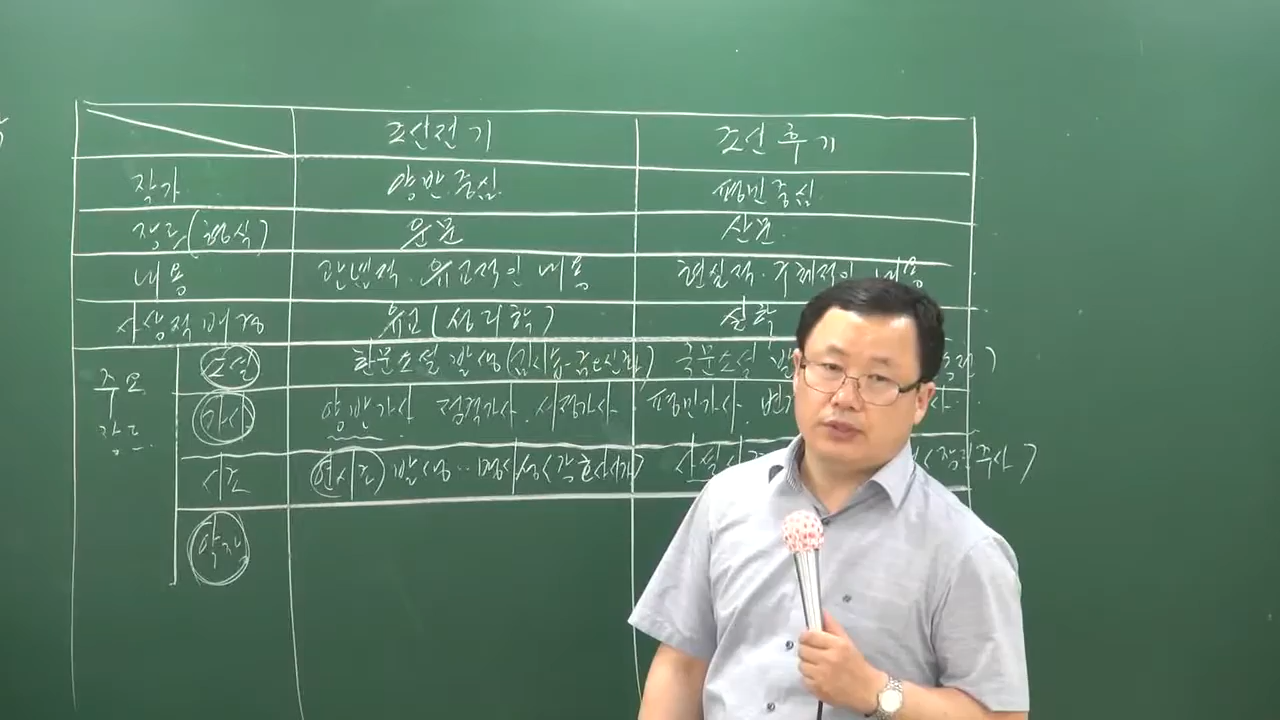 조선전기 조선후기
작가 양반중심 평민중심
장르(형식) 운문 산문
내용 관념적·유교적인 내용 현실적·구체적인 내용
사상적 배경 유교(성리학) 실학
주요
장르
소설 한문소설 발생(김시습-금오신화) 국문소설
가사 양반가사 정격가사. 서정가사 평민가사.
시조 연시조 발생 사설
악장